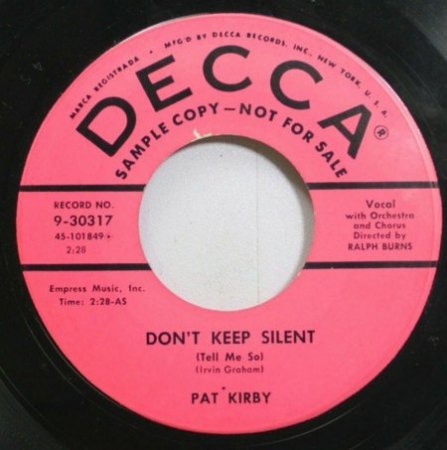 MARCA REGISTRADA • MFG'D BY DECCA RECORDS, INC., NEW YORK, U.S.A.
DECCA®
SAMPLE COPY—NOT FOR SALE
RECORD NO.
9-30317
45-101849
2:28
Vocal
with Orchestra
and Chorus
Directed by
RALPH BURNS
Empress Music, Inc.
Time: 2:28-AS
DON'T KEEP SILENT
(Tell Me So)
(Irvin Graham)
PAT KIRBY